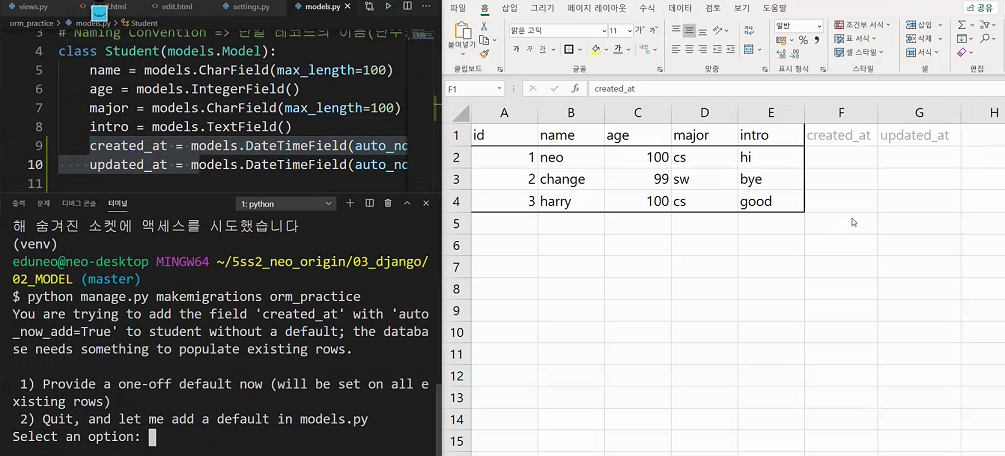 views.py
html
edit.html
settings.py
models.py
orm_practice > models.py > Student
3 # Naming Convention =>
4 class Student(models.Model):
5 name = models.CharField(max_length=100)
6 age = models.IntegerField()
7 major = models.CharField(max_length=100)
8 intro = models.TextField()
9 created_at = models.DateTimeField(auto_no
10 updated_at = models.DateTimeField(auto_no
11
출력 문제 디버그 콘솔 터미널 1: python
해 숨겨진 소켓에 액세스를 시도했습니다
(venv)
eduneo@neo-desktop MINGW64 ~/5ss2_neo_origin/03_django/
02_MODEL (master)
$ python manage.py makemigrations orm_practice
You are trying to add the field 'created_at' with 'auto
_now_add=True' to student without a default; the databa
se needs something to populate existing rows.
1) Provide a one-off default now (will be set on all e
xisting rows)
2) Quit, and let me add a default in models.py
Select an option:
파일 홈 삽입 그리기 페이지 레이아웃 수식 데이터 검토 보기 도움말 공유
붙여넣기 맑은 고딕 11 일반 조건부 서식 삽입
가 가 가 % 표 서식 삭제
셀 스타일 서식
클립보드 글꼴 맞춤 표시 형식 스타일 셀 편집
F1 fx created_at
A B C D E F G H
1 id name age major intro created_at updated_at
2 1 neo 100 cs hi
3 2 change 99 sw bye
4 3 harry 100 cs good
5
6
7
8
9
10
11
12
13
14
15